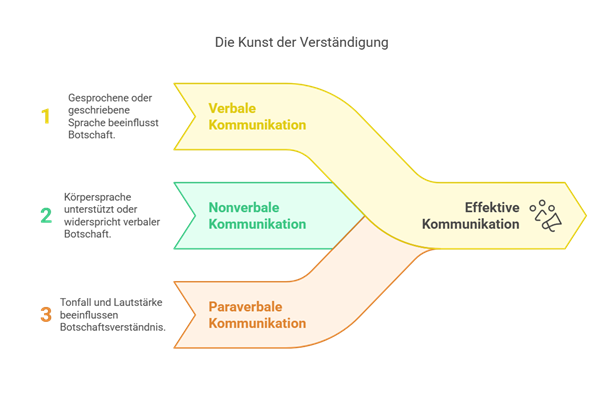 Die Kunst der Verständigung
1
Gesprochene oder
geschriebene
Sprache beeinflusst
Botschaft.
Verbale
Kommunikation
2
Körpersprache
unterstützt oder
widerspricht verbaler
Botschaft.
Nonverbale
Kommunikation
Effektive
Kommunikation
3
Tonfall und Lautstärke
beeinflussen
Botschaftsverständnis.
Paraverbale
Kommunikation